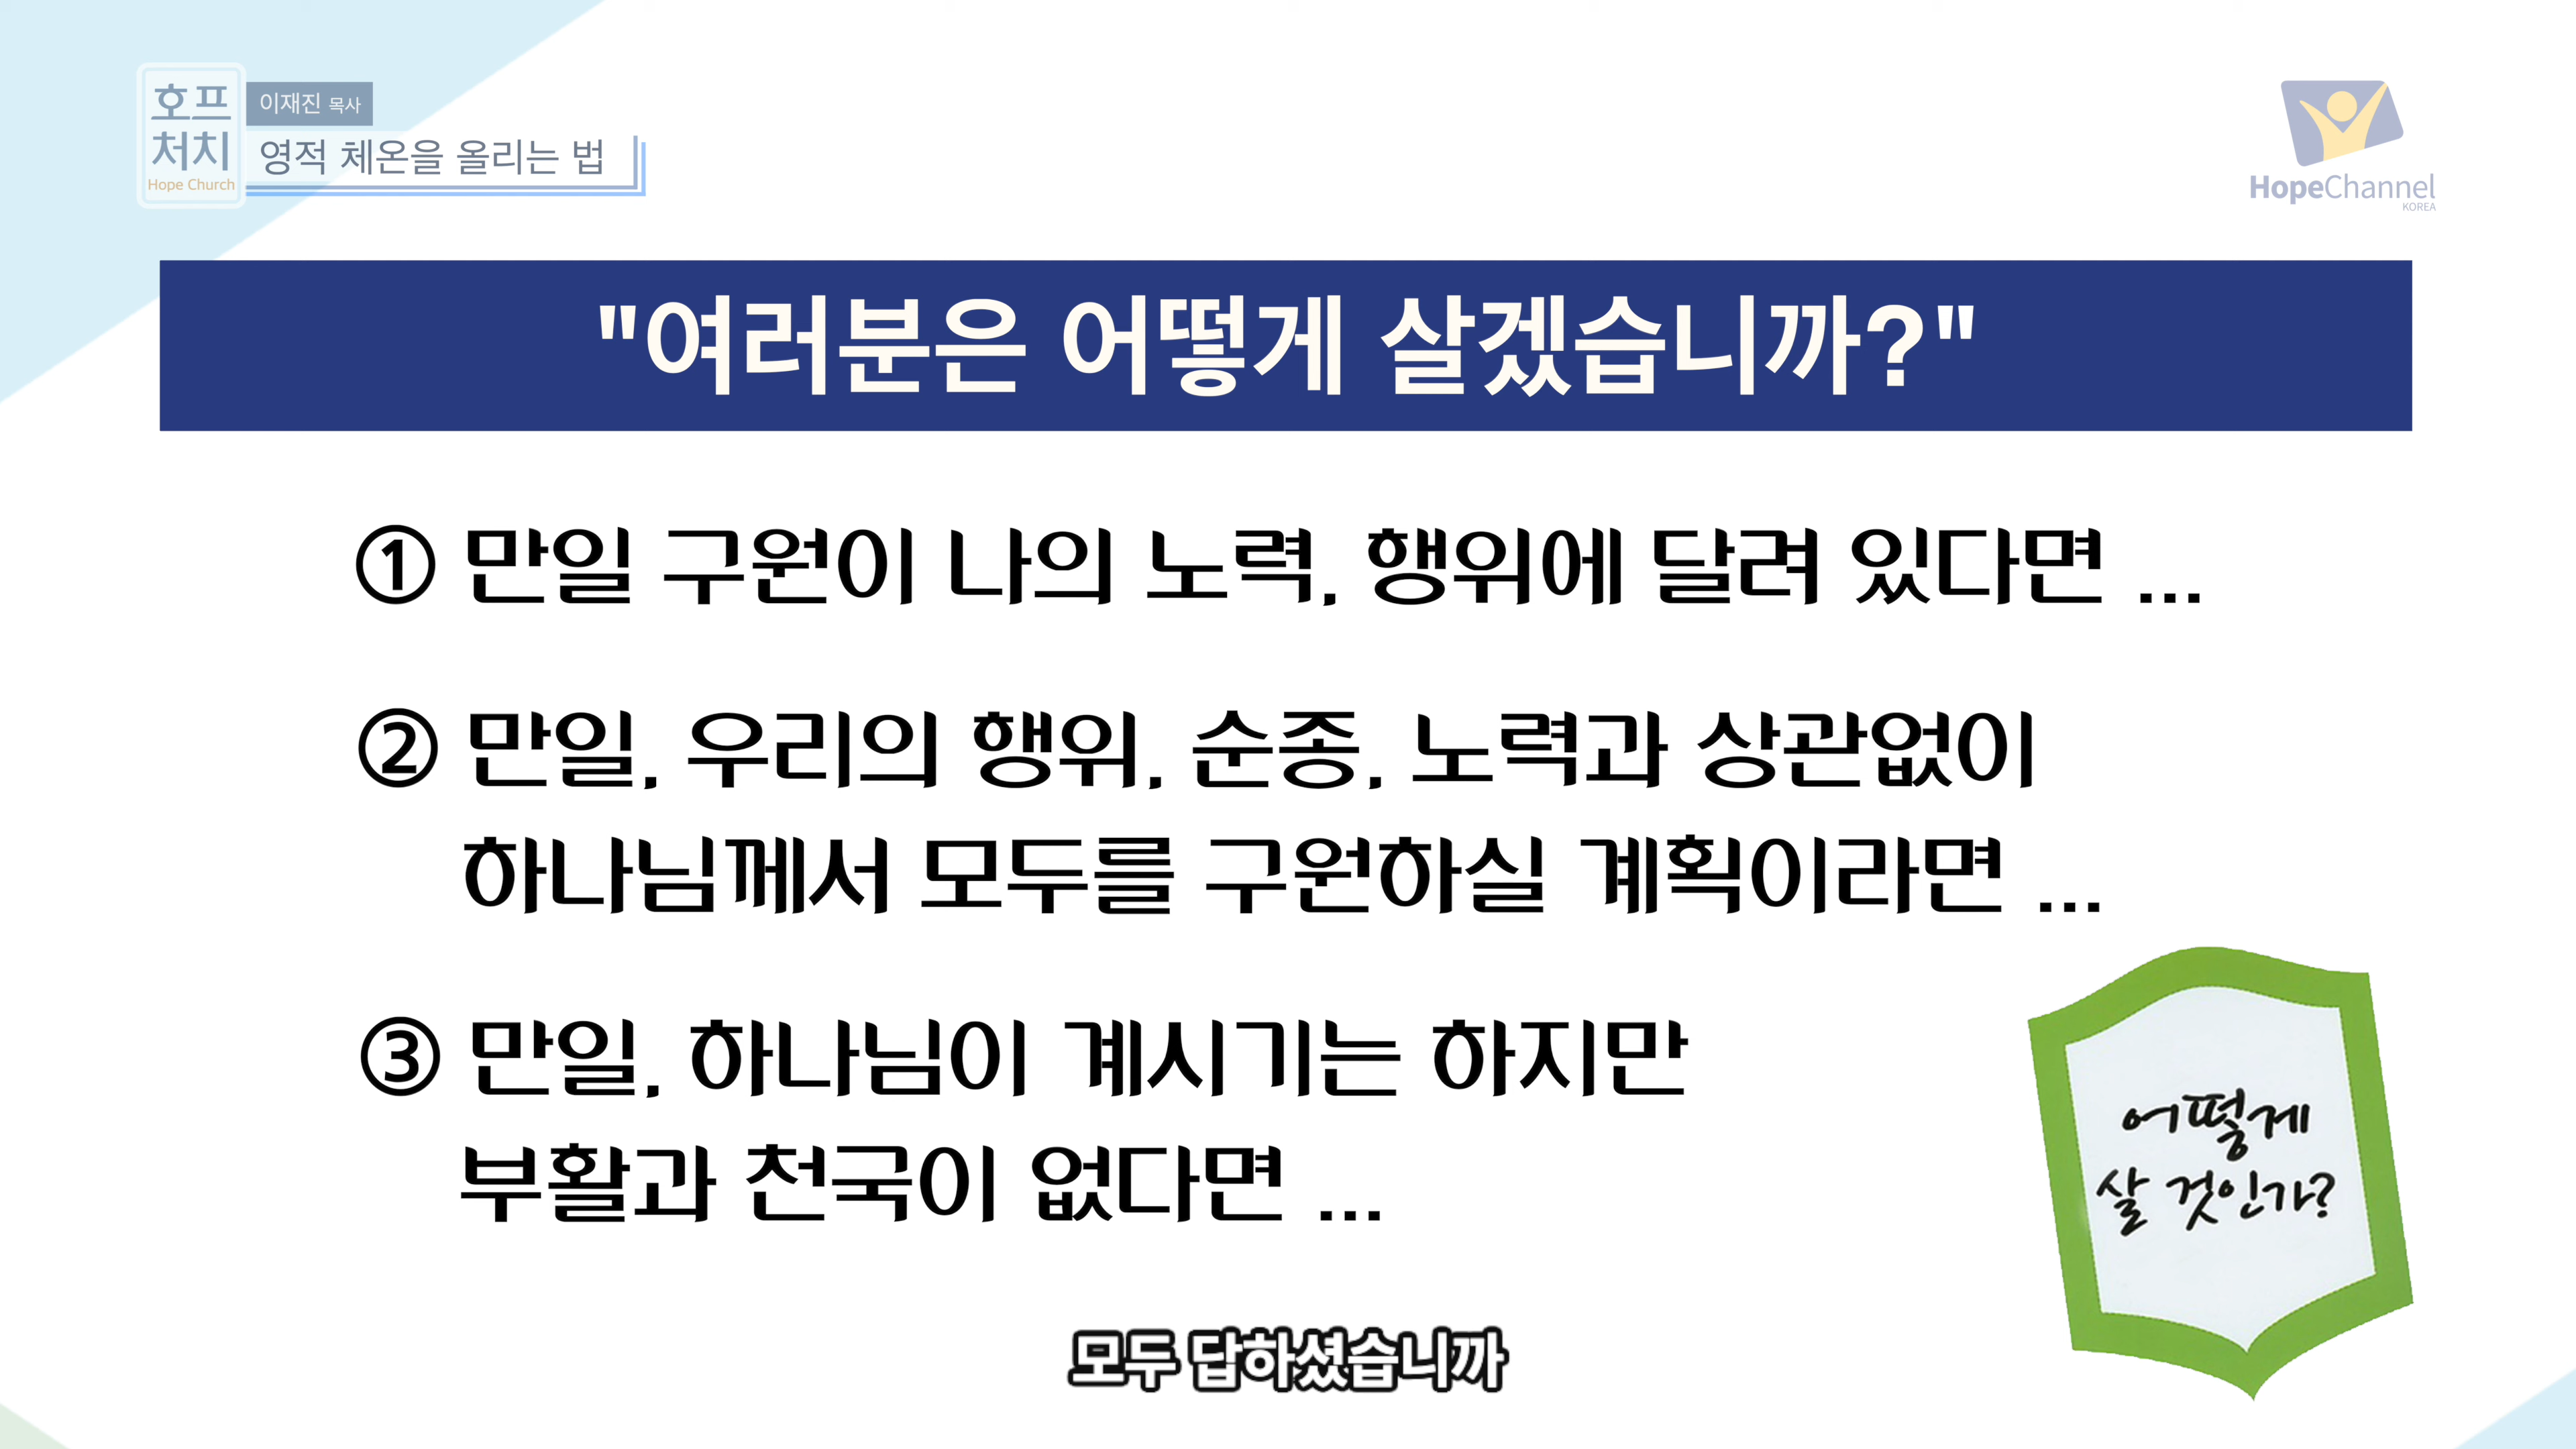 호프
처치
Hope Church
이재진 목사
영적 체온을 올리는 법
HopeChannel
KOREA
"여러분은 어떻게 살겠습니까?"
① 만일 구원이 나의 노력, 행위에 달려 있다면 ...
② 만일, 우리의 행위, 순종, 노력과 상관없이
하나님께서 모두를 구원하실 계획이라면 ...
③ 만일, 하나님이 계시기는 하지만
부활과 천국이 없다면 ...
어떻게
살 것인가?
모두 답하셨습니까